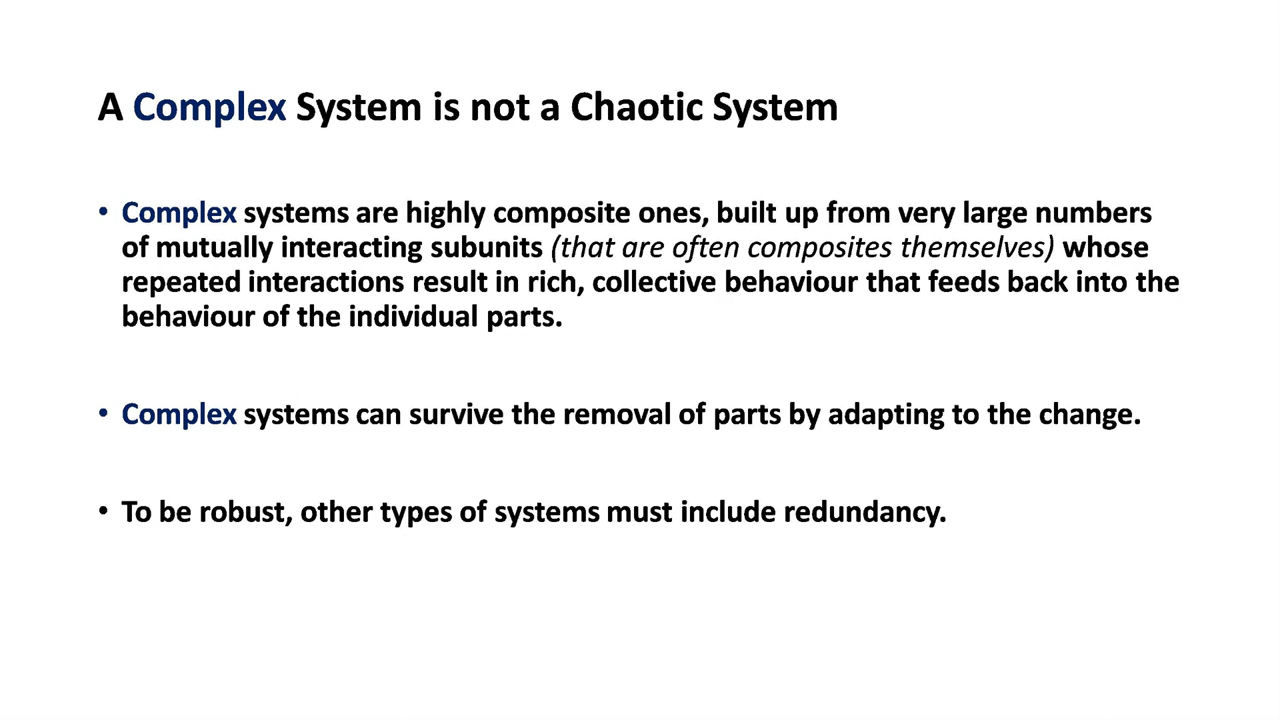 A Complex System is not a Chaotic System
• Complex systems are highly composite ones, built up from very large numbers
of mutually interacting subunits (that are often composites themselves) whose
repeated interactions result in rich, collective behaviour that feeds back into the
behaviour of the individual parts.
• Complex systems can survive the removal of parts by adapting to the change.
• To be robust, other types of systems must include redundancy.